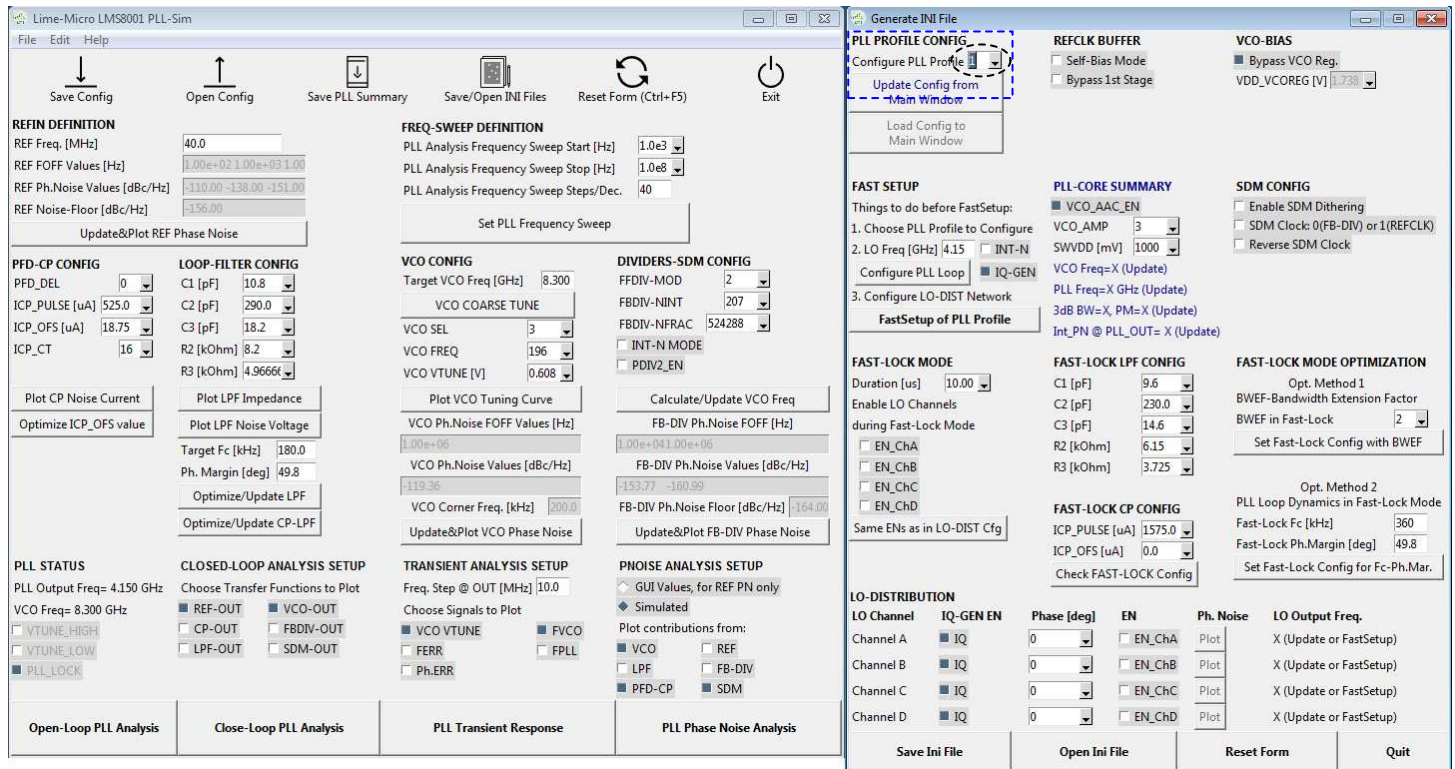 Lime-Micro LMS8001 PLL-Sim
File Edit Help
Save Config Open Config Save PLL Summary Save/Open INI Files Reset Form (Ctrl+F5) Exit
REFIN DEFINITION
REF Freq. [MHz] 40.0
REF FOFF Values [Hz] 1.00e+02 1.00e+03 1.00
REF Ph.Noise Values [dBc/Hz] -110.00 -138.00 -151.00
REF Noise-Floor [dBc/Hz] -156.00
Update&Plot REF Phase Noise
FREQ-SWEEP DEFINITION
PLL Analysis Frequency Sweep Start [Hz] 1.0e3
PLL Analysis Frequency Sweep Stop [Hz] 1.0e8
PLL Analysis Frequency Sweep Steps/Dec. 40
Set PLL Frequency Sweep
PFD-CP CONFIG
PFD_DEL 0
ICP_PULSE [uA] 525.0
ICP_OFS [uA] 18.75
ICP_CT 16
Plot CP Noise Current
Optimize ICP_OFS value
LOOP-FILTER CONFIG
C1 [pF] 10.8
C2 [pF] 290.0
C3 [pF] 18.2
R2 [kOhm] 8.2
R3 [kOhm] 4.96666
Plot LPF Impedance
Plot LPF Noise Voltage
Target Fc [kHz] 180.0
Ph. Margin [deg] 49.8
Optimize/Update LPF
Optimize/Update CP-LPF
VCO CONFIG
Target VCO Freq [GHz] 8.300
VCO COARSE TUNE
VCO SEL 3
VCO FREQ 196
VCO VTUNE [V] 0.608
Plot VCO Tuning Curve
VCO Ph.Noise FOFF Values [Hz]
1.00e+06
VCO Ph.Noise Values [dBc/Hz]
-119.36
VCO Corner Freq. [kHz] 200.0
Update&Plot VCO Phase Noise
DIVIDERS-SDM CONFIG
FFDIV-MOD 2
FBDIV-NINT 207
FBDIV-NFRAC 524288
INT-N MODE
PDIV2_EN
Calculate/Update VCO Freq
FB-DIV Ph.Noise FOFF [Hz]
1.00e+041.00e+06
FB-DIV Ph.Noise Values [dBc/Hz]
-153.77 -160.99
FB-DIV Ph.Noise Floor [dBc/Hz] -164.00
Update&Plot FB-DIV Phase Noise
PLL STATUS
PLL Output Freq= 4.150 GHz
VCO Freq= 8.300 GHz
VTUNE_HIGH
VTUNE_LOW
PLL_LOCK
CLOSED-LOOP ANALYSIS SETUP
Choose Transfer Functions to Plot
REF-OUT VCO-OUT
CP-OUT FBDIV-OUT
LPF-OUT SDM-OUT
TRANSIENT ANALYSIS SETUP
Freq. Step @ OUT [MHz] 10.0
Choose Signals to Plot
VCO VTUNE FVCO
FERR FPLL
Ph.ERR
PNOISE ANALYSIS SETUP
GUI Values, for REF PN only
Simulated
Plot contributions from:
VCO REF
LPF FB-DIV
PFD-CP SDM
Open-Loop PLL Analysis Close-Loop PLL Analysis PLL Transient Response PLL Phase Noise Analysis
Generate INI File
PLL PROFILE CONFIG
Configure PLL Profile 1
Update Config from
Main Window
Load Config to
Main Window
REFCLK BUFFER
Self-Bias Mode
Bypass 1st Stage
VCO-BIAS
Bypass VCO Reg.
VDD_VCOREG [V] 1.738
FAST SETUP
Things to do before FastSetup:
1. Choose PLL Profile to Configure
2. LO Freq [GHz] 4.15 INT-N
Configure PLL Loop IQ-GEN
3. Configure LO-DIST Network
FastSetup of PLL Profile
PLL-CORE SUMMARY
VCO_AAC_EN
VCO_AMP 3
SWVDD [mV] 1000
VCO Freq=X (Update)
PLL Freq=X GHz (Update)
3dB BW=X, PM=X (Update)
Int_PN @ PLL_OUT= X (Update)
SDM CONFIG
Enable SDM Dithering
SDM Clock: 0(FB-DIV) or 1(REFCLK)
Reverse SDM Clock
FAST-LOCK MODE
Duration [us] 10.00
Enable LO Channels
during Fast-Lock Mode
EN_ChA
EN_ChB
EN_ChC
EN_ChD
Same ENs as in LO-DIST Cfg
FAST-LOCK LPF CONFIG
C1 [pF] 9.6
C2 [pF] 230.0
C3 [pF] 14.6
R2 [kOhm] 6.15
R3 [kOhm] 3.725
FAST-LOCK CP CONFIG
ICP_PULSE [uA] 1575.0
ICP_OFS [uA] 0.0
Check FAST-LOCK Config
FAST-LOCK MODE OPTIMIZATION
Opt. Method 1
BWEF-Bandwidth Extension Factor
BWEF in Fast-Lock 2
Set Fast-Lock Config with BWEF
Opt. Method 2
PLL Loop Dynamics in Fast-Lock Mode
Fast-Lock Fc [kHz] 360
Fast-Lock Ph.Margin [deg] 49.8
Set Fast-Lock Config for Fc-Ph.Mar.
LO-DISTRIBUTION
LO Channel IQ-GEN EN Phase [deg] EN Ph. Noise LO Output Freq.
Channel A IQ 0 EN_ChA Plot X (Update or FastSetup)
Channel B IQ 0 EN_ChB Plot X (Update or FastSetup)
Channel C IQ 0 EN_ChC Plot X (Update or FastSetup)
Channel D IQ 0 EN_ChD Plot X (Update or FastSetup)
Save Ini File Open Ini File Reset Form Quit